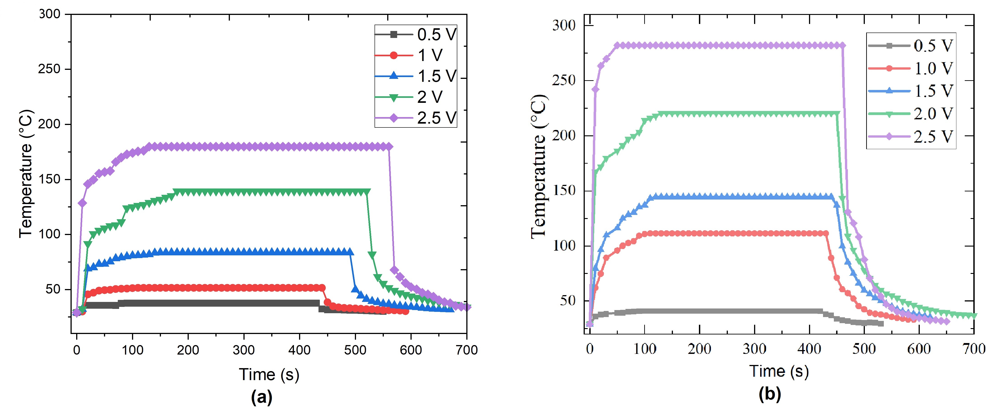 300
250
200
150
100
50
0 100 200 300 400 500 600 700
Temperature (°C)
Time (s)
0.5 V
1 V
1.5 V
2 V
2.5 V
(a)
300
250
200
150
100
50
0 100 200 300 400 500 600 700
Temperature (°C)
Time (s)
0.5 V
1.0 V
1.5 V
2.0 V
2.5 V
(b)